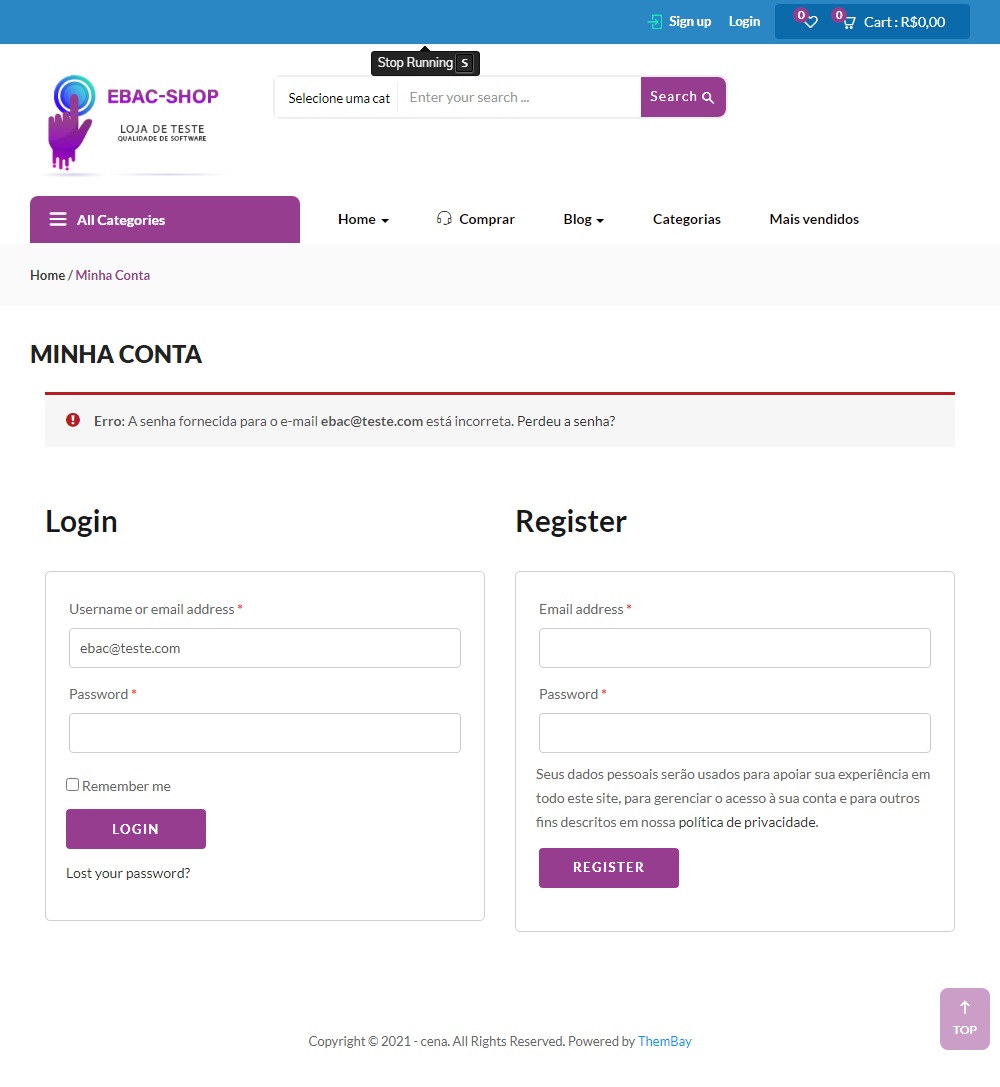 Sign up Login 0 0 Cart : R$0,00
Stop Running S
EBAC-SHOP
LOJA DE TESTE
QUALIDADE DE SOFTWARE
Selecione uma cat Enter your search ... Search
All Categories Home Comprar Blog Categorias Mais vendidos
Home / Minha Conta
MINHA CONTA
Erro: A senha fornecida para o e-mail ebac@teste.com está incorreta. Perdeu a senha?
Login
Username or email address *
ebac@teste.com
Password *
Remember me
LOGIN
Lost your password?
Register
Email address *
Password *
Seus dados pessoais serão usados para apoiar sua experiência em
todo este site, para gerenciar o acesso à sua conta e para outros
fins descritos em nossa política de privacidade.
REGISTER
TOP
Copyright © 2021 - cena. All Rights Reserved. Powered by ThemBay